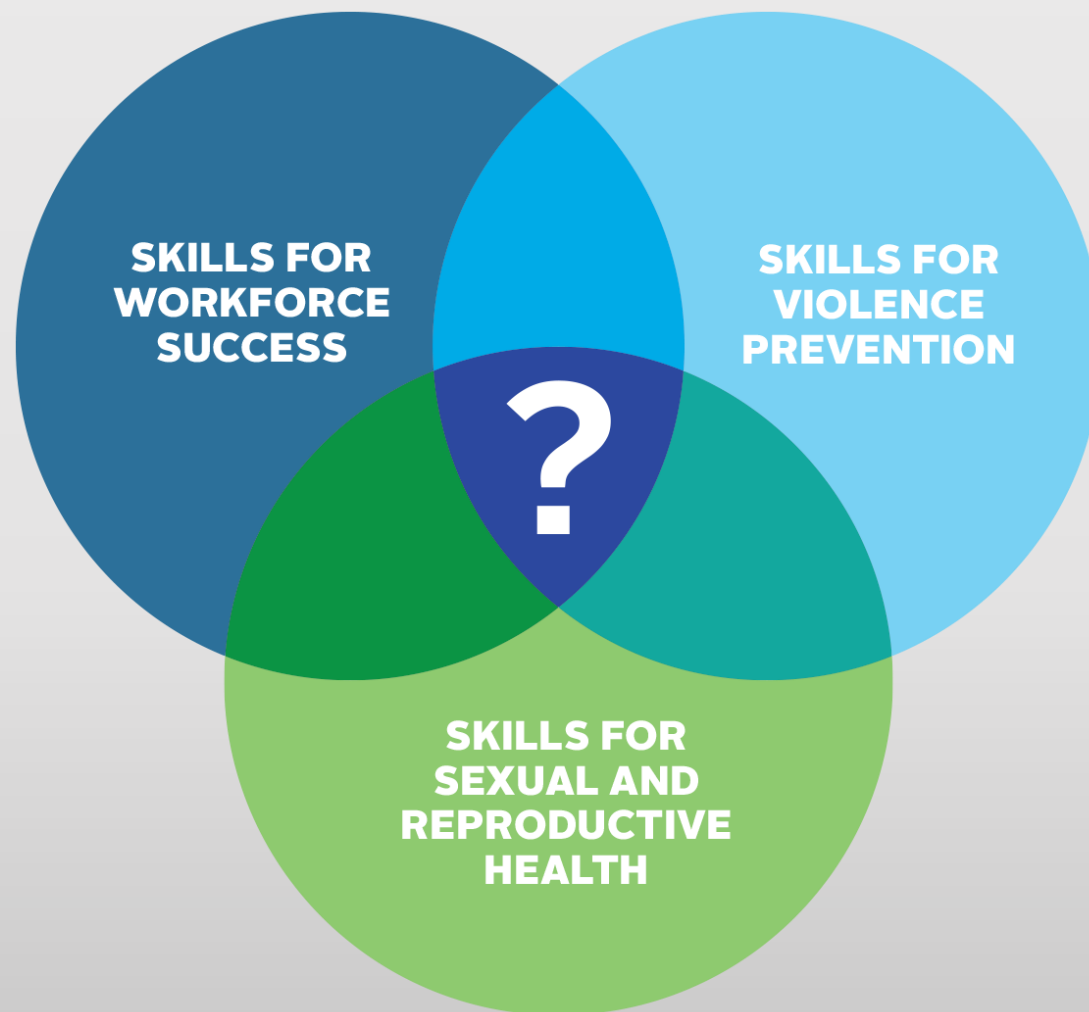 SKILLS FOR
WORKFORCE
SUCCESS
SKILLS FOR
VIOLENCE
PREVENTION
?
SKILLS FOR
SEXUAL AND
REPRODUCTIVE
HEALTH